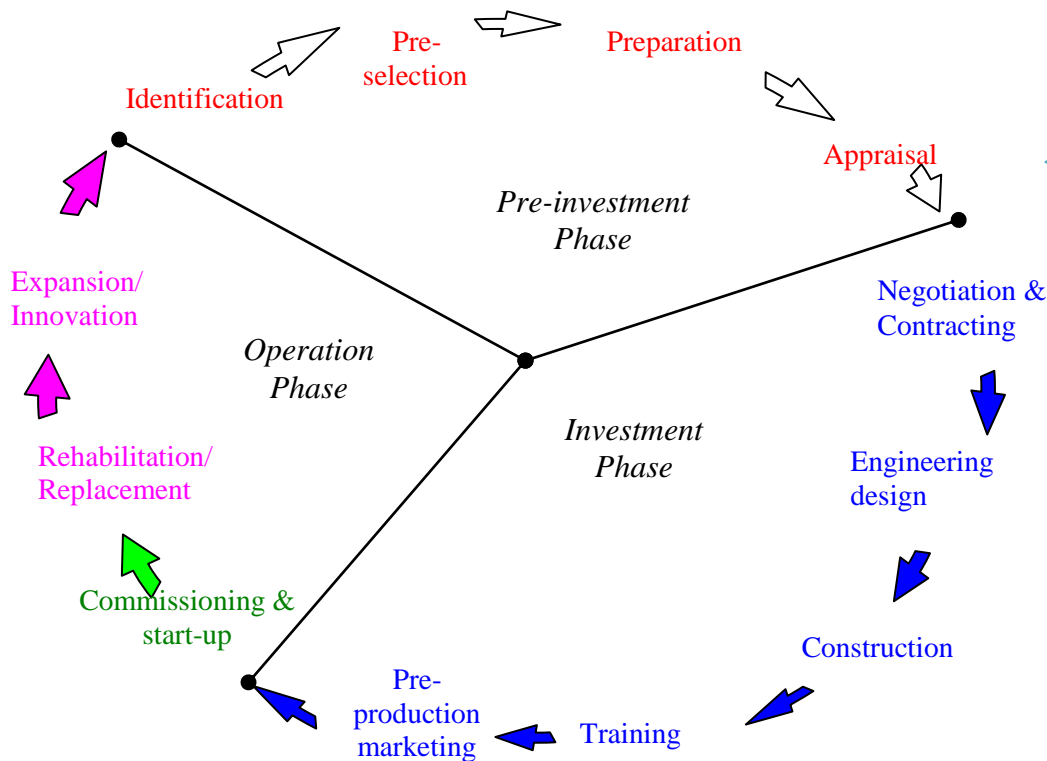 Pre-
selection
Preparation
Identification
Appraisal
Pre-investment
Phase
Negotiation &
Contracting
Expansion/
Innovation
Operation
Phase
Investment
Phase
Engineering
design
Rehabilitation/
Replacement
Commissioning &
start-up
Construction
Pre-
production
marketing
Training